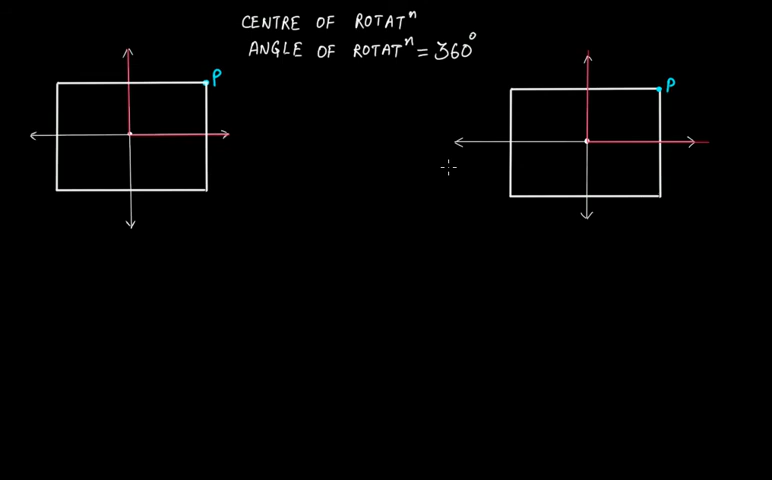 CENTRE OF ROTATⁿ
ANGLE OF ROTATⁿ = 360°
P
P